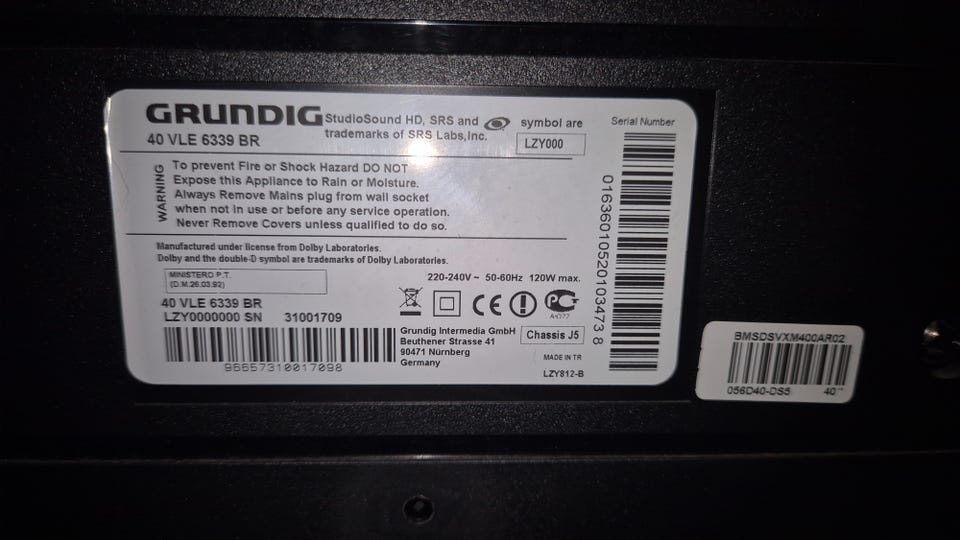 GRUNDIG
StudioSound HD, SRS and symbol are
trademarks of SRS Labs,Inc.
40 VLE 6339 BR
LZY000
WARNING
To prevent Fire or Shock Hazard DO NOT
Expose this Appliance to Rain or Moisture.
Always Remove Mains plug from wall socket
when not in use or before any service operation.
Never Remove Covers unless qualified to do so.
Manufactured under license from Dolby Laboratories.
Dolby and the double-D symbol are trademarks of Dolby Laboratories.
MINISTERO P.T.
(D.M.26.03.92)
220-240V ~ 50-60Hz 120W max.
40 VLE 6339 BR
LZY0000000 SN 31001709
96657310017098
CE
Grundig Intermedia GmbH
Beuthener Strasse 41
90471 Nürnberg
Germany
Chassis J5
MADE IN TR
LZY812-B
Serial Number
01636010520103473 8
BMSDSVXM400AR02
056D40-DS5 40"